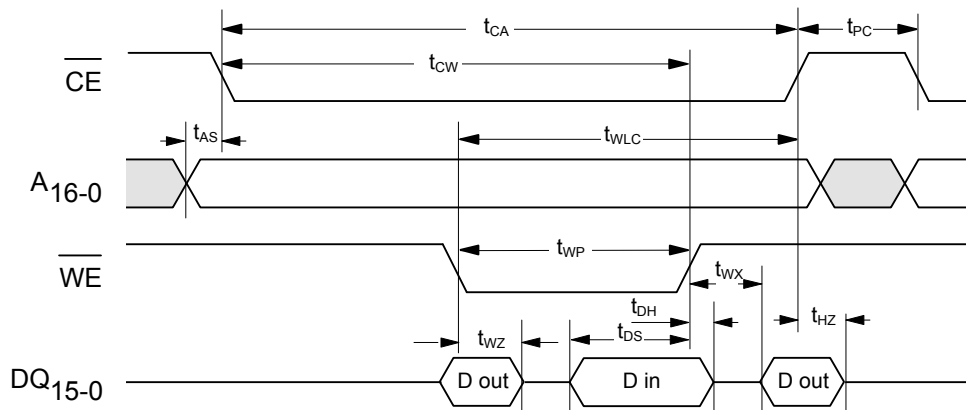 tCA
tPC
CE
tCW
tAS
tWLC
A16-0
WE
tWP
tWX
tDH
tHZ
tWZ
tDS
DQ15-0
D out
D in
D out